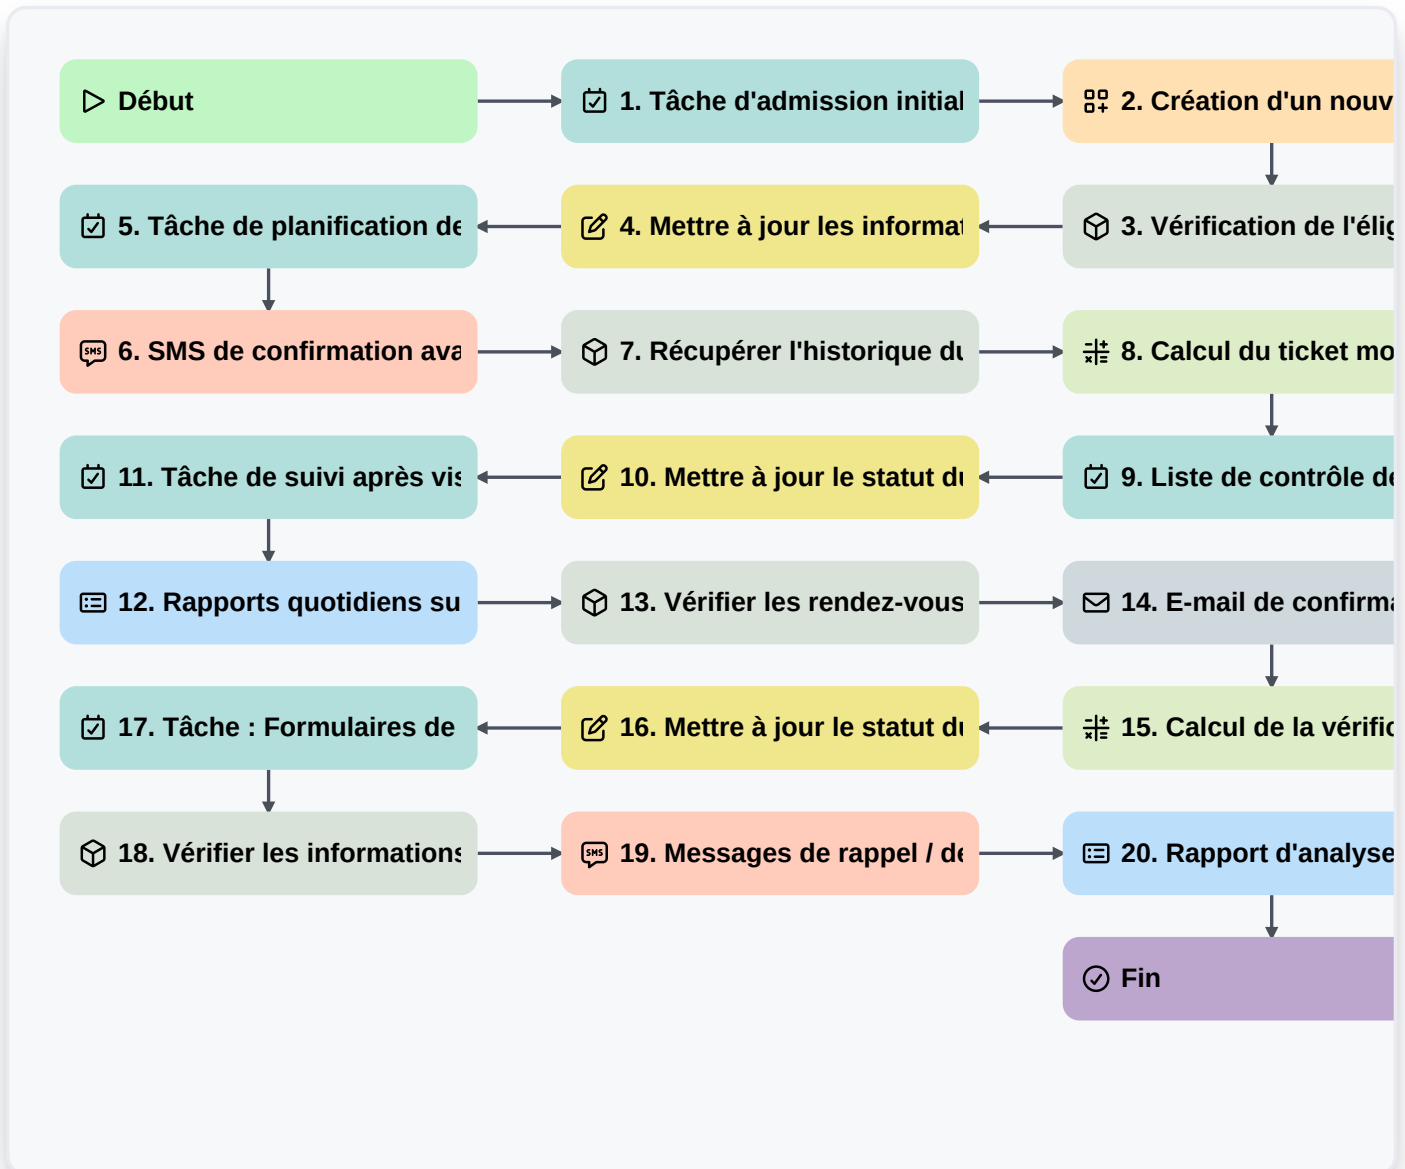 Début
1. Tâche d'admission initial
2. Création d'un nouv
5. Tâche de planification de
4. Mettre à jour les informat
3. Vérification de l'élig
6. SMS de confirmation ava
7. Récupérer l'historique du
8. Calcul du ticket mo
11. Tâche de suivi après vis
10. Mettre à jour le statut du
9. Liste de contrôle de
12. Rapports quotidiens su
13. Vérifier les rendez-vous
14. E-mail de confirma
17. Tâche : Formulaires de
16. Mettre à jour le statut du
15. Calcul de la vérific
18. Vérifier les informations
19. Messages de rappel / de
20. Rapport d'analyse
Fin